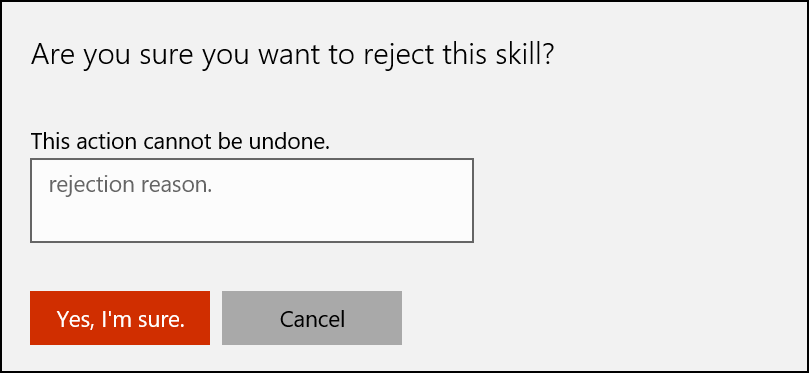 Are you sure you want to reject this skill?
This action cannot be undone.
rejection reason.
Yes, I'm sure.
Cancel